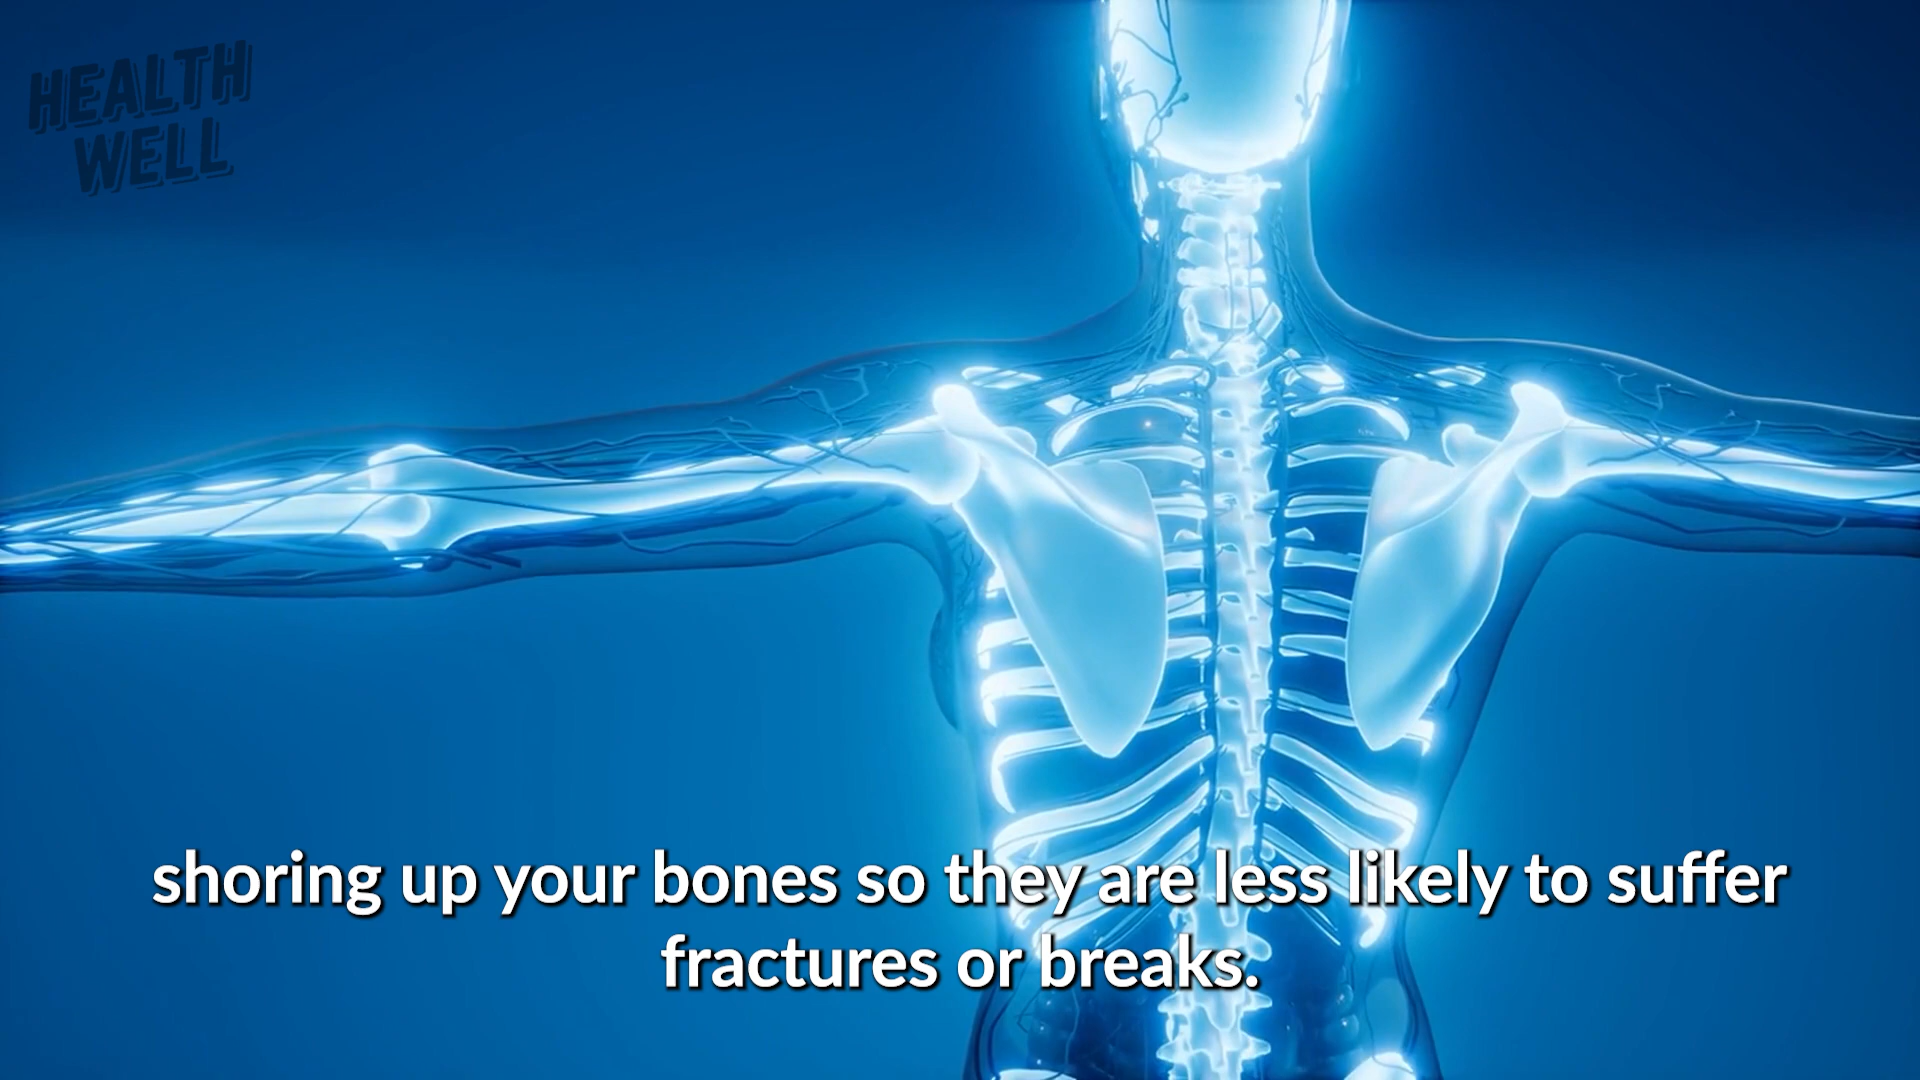 HEALTH
WELL
shoring up your bones so they are less likely to suffer
fractures or breaks.